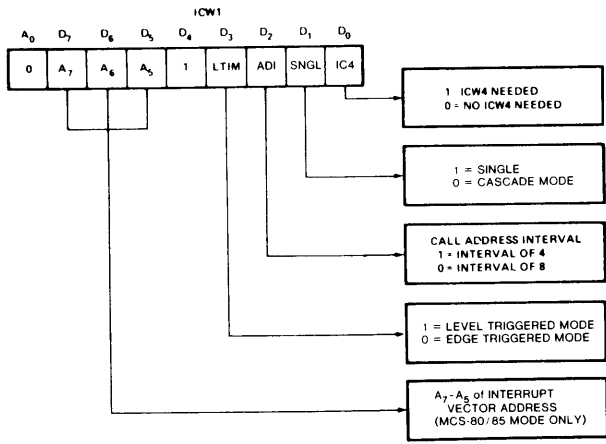 ICW1
A0 D7 D6 D5 D4 D3 D2 D1 D0
0 A7 A6 A5 1 LTIM ADI SNGL IC4
1 ICW4 NEEDED
0 = NO ICW4 NEEDED
1 = SINGLE
0 = CASCADE MODE
CALL ADDRESS INTERVAL
1 = INTERVAL OF 4
0 = INTERVAL OF 8
1 = LEVEL TRIGGERED MODE
0 = EDGE TRIGGERED MODE
A7-A5 of INTERRUPT
VECTOR ADDRESS
(MCS-80/85 MODE ONLY)